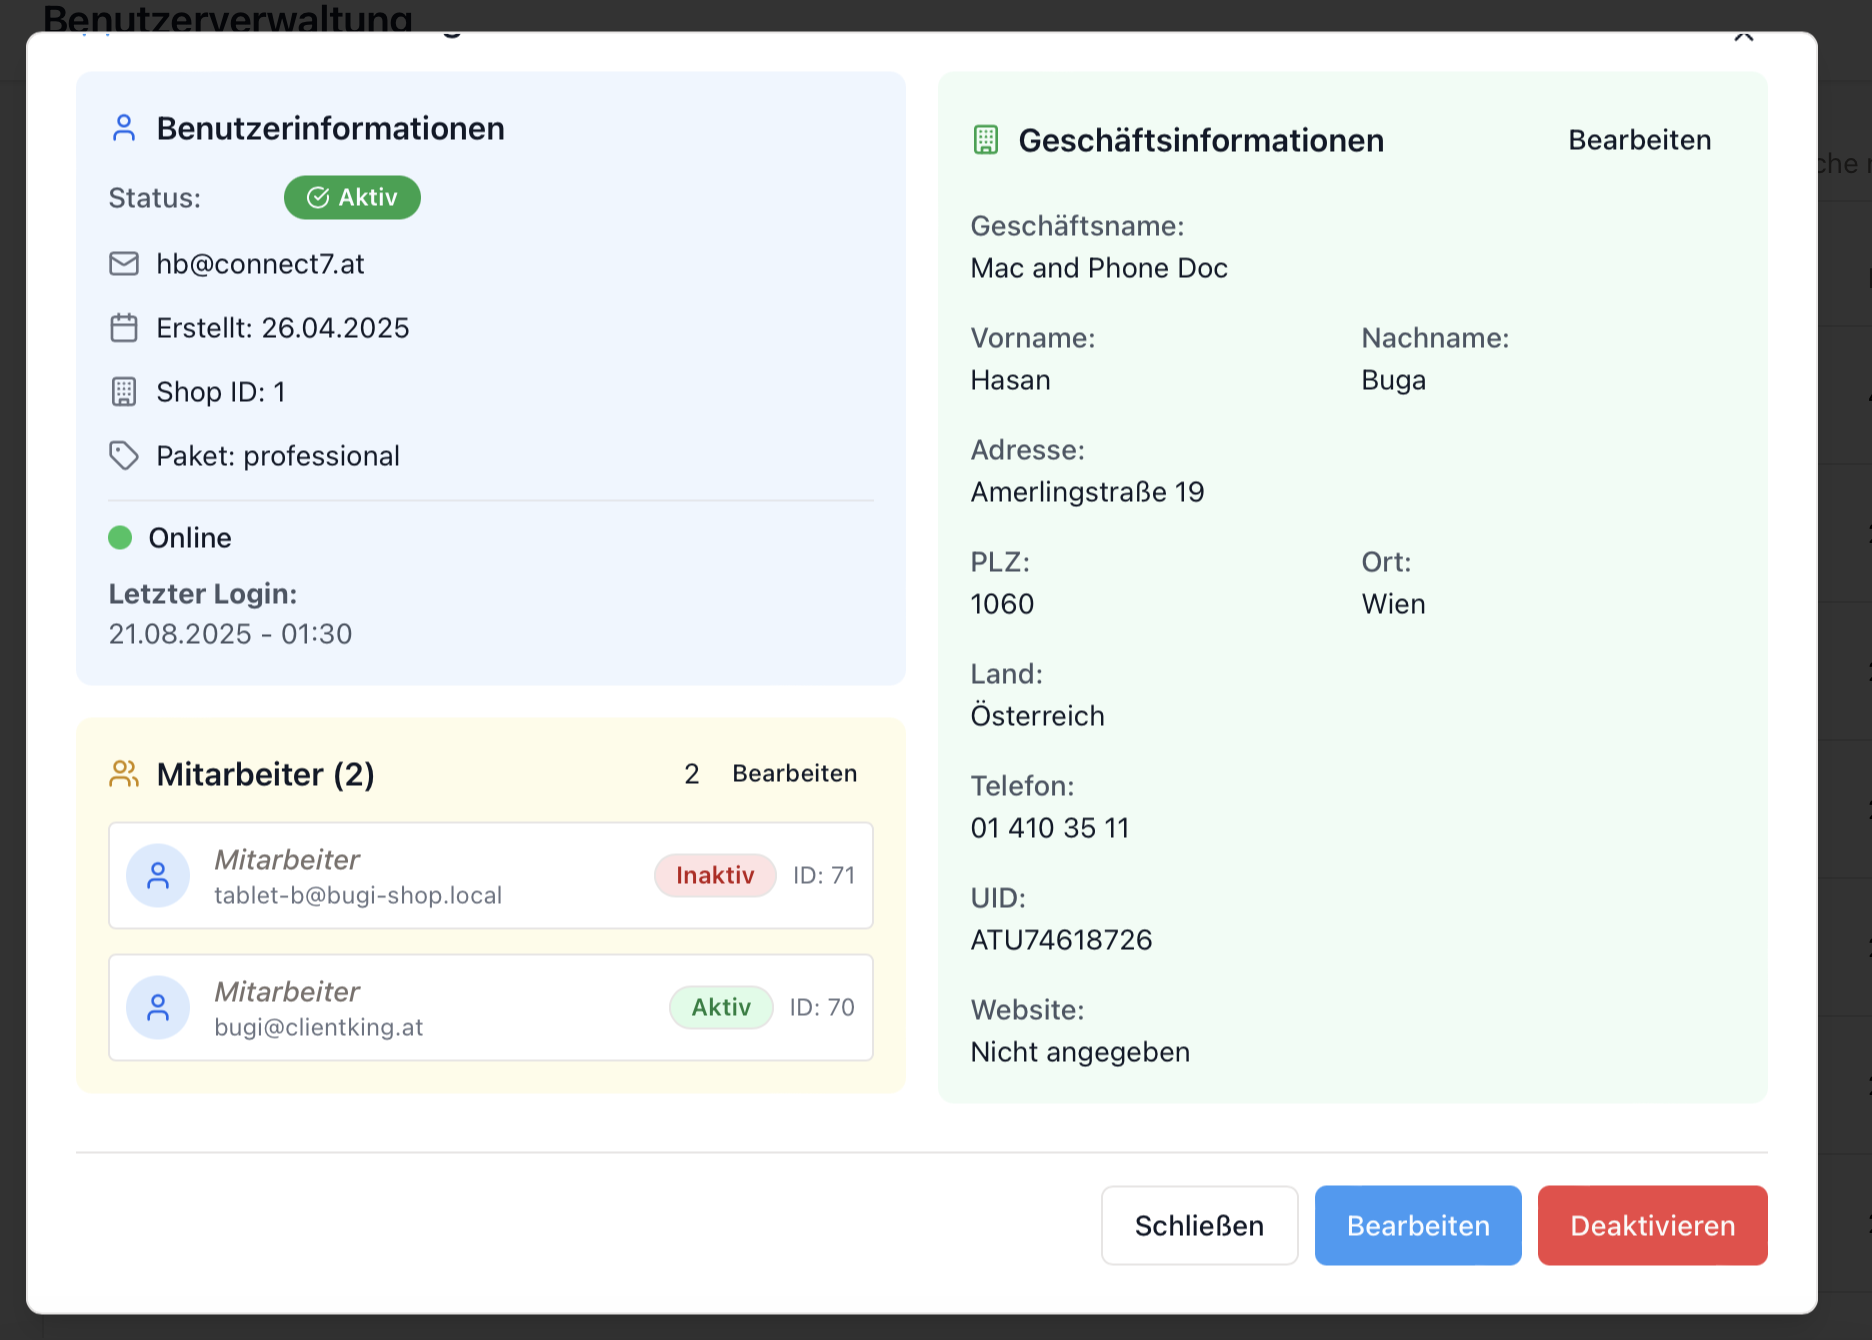 Benutzerverwaltung
Benutzerinformationen
Status:
Aktiv
hb@connect7.at
Erstellt: 26.04.2025
Shop ID: 1
Paket: professional
Online
Letzter Login:
21.08.2025 - 01:30
Mitarbeiter (2)
2
Bearbeiten
Mitarbeiter
tablet-b@bugi-shop.local
Inaktiv
ID: 71
Mitarbeiter
bugi@clientking.at
Aktiv
ID: 70
Geschäftsinformationen
Bearbeiten
Geschäftsname:
Mac and Phone Doc
Vorname:
Hasan
Nachname:
Buga
Adresse:
Amerlingstraße 19
PLZ:
1060
Ort:
Wien
Land:
Österreich
Telefon:
01 410 35 11
UID:
ATU74618726
Website:
Nicht angegeben
Schließen
Bearbeiten
Deaktivieren